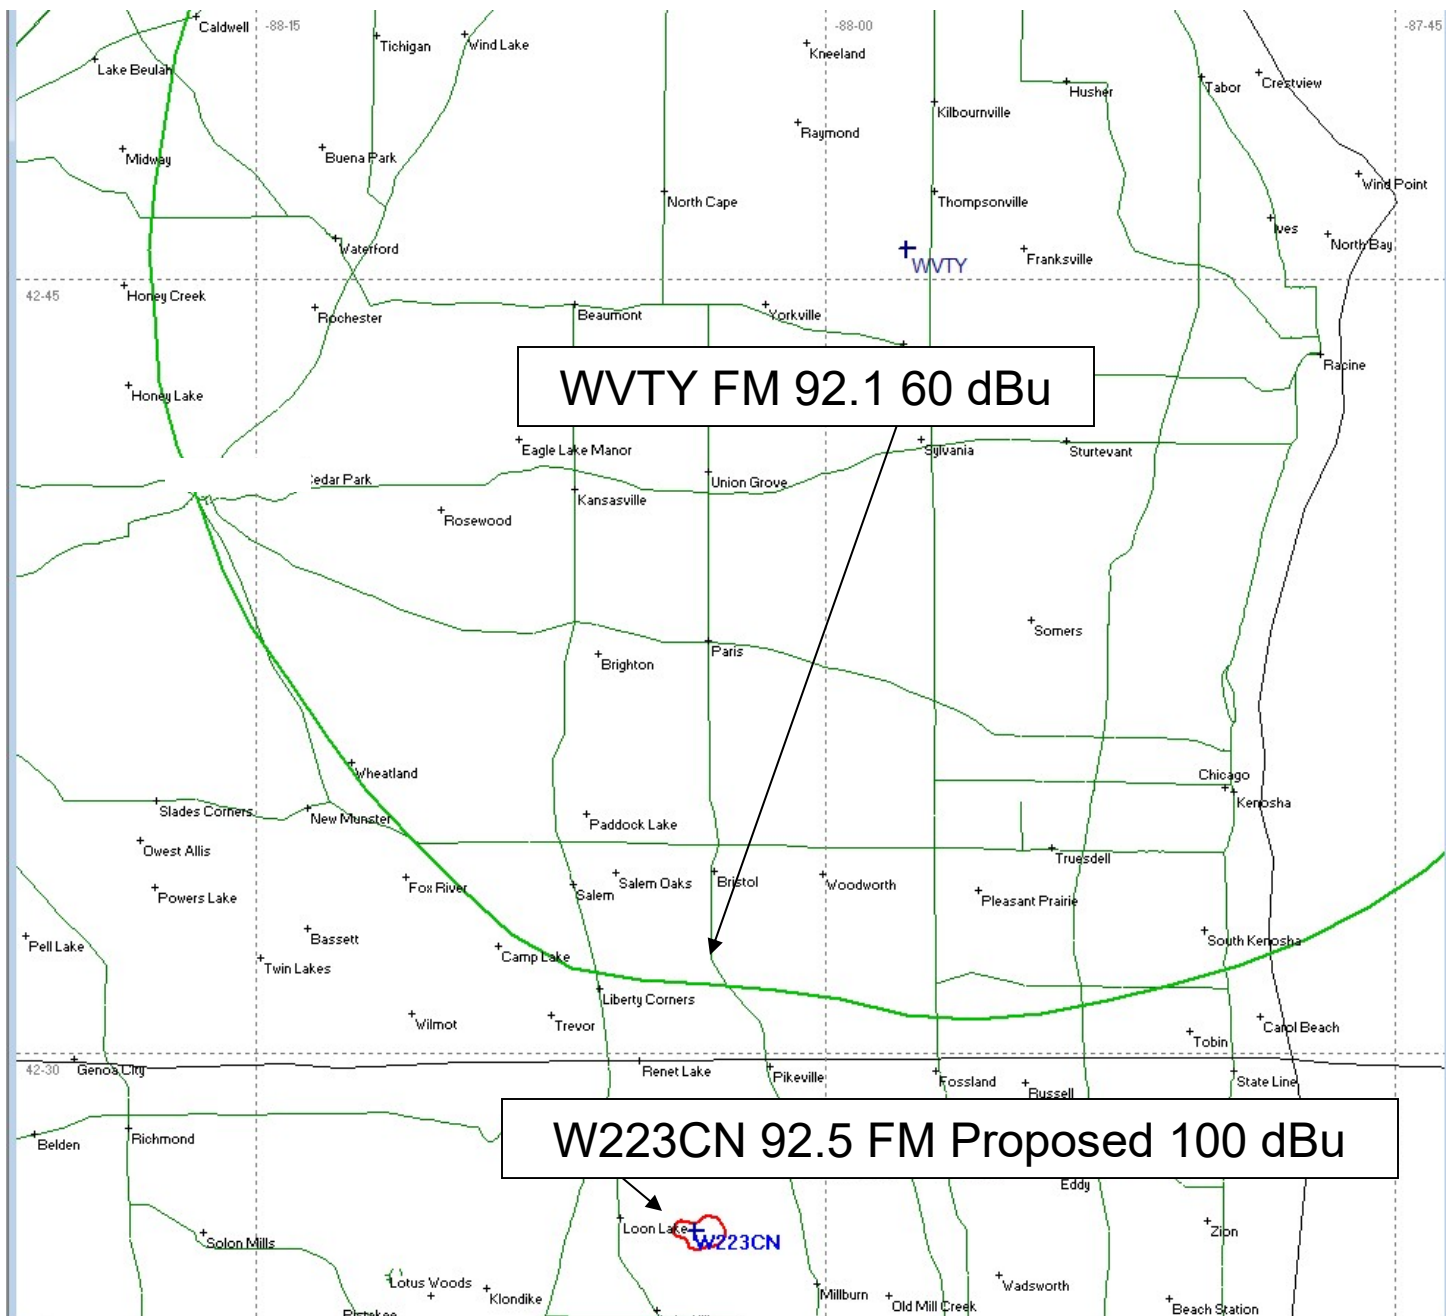 Caldwell
-88-15
Tichigan
Wind Lake
-88-00
Kneeland
-87-45
Lake Beulah
Husher
Tabor
Crestview
Kilbournville
Raymond
Midway
Buena Park
Wind Point
North Cape
Thompsonville
Ives
North Bay
Waterford
WVTY
Franksville
42-45
Honey Creek
Rochester
Beaumont
Yorkville
Racine
WVTY FM 92.1 60 dBu
Honey Lake
Eagle Lake Manor
Sylvania
Sturtevant
Cedar Park
Union Grove
Kansasville
Rosewood
Somers
Paris
Brighton
Wheatland
Chicago
Kenosha
Slades Corners
New Munster
Paddock Lake
Owest Allis
Truesdell
Fox River
Salem Oaks
Bristol
Woodworth
Powers Lake
Salem
Pleasant Prairie
Bassett
South Kenosha
Pell Lake
Camp Lake
Twin Lakes
Liberty Corners
Wilmot
Trevor
Carol Beach
Tobin
42-30
Genoa City
Renet Lake
Pikeville
Fossland
State Line
Russell
Belden
Richmond
W223CN 92.5 FM Proposed 100 dBu
Eddy
Loon Lake
Zion
Solon Mills
W223CN
Lotus Woods
Wadsworth
Klondike
Millburn
Old Mill Creek
Beach Station